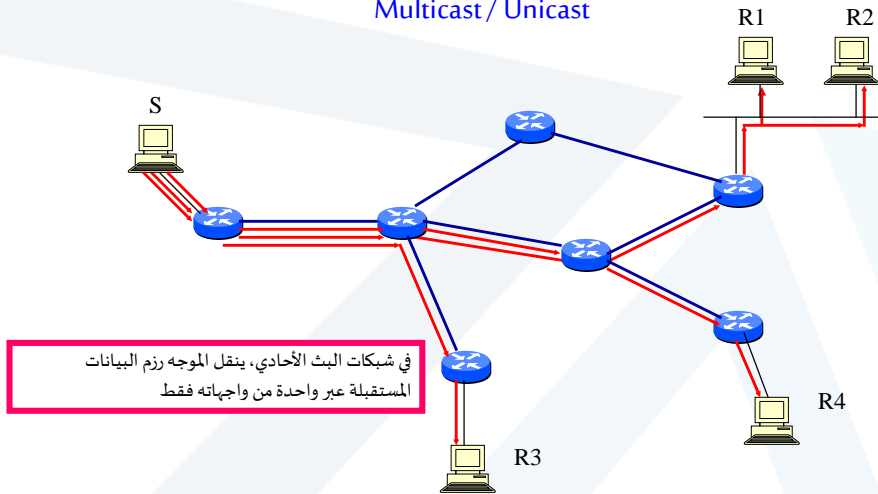 Multicast / Unicast
R1
R2
S
في شبكات البث الأحادي، ينقل الموجه رزم البيانات
المستقبلة عبر واحدة من واجهاته فقط
R4
R3